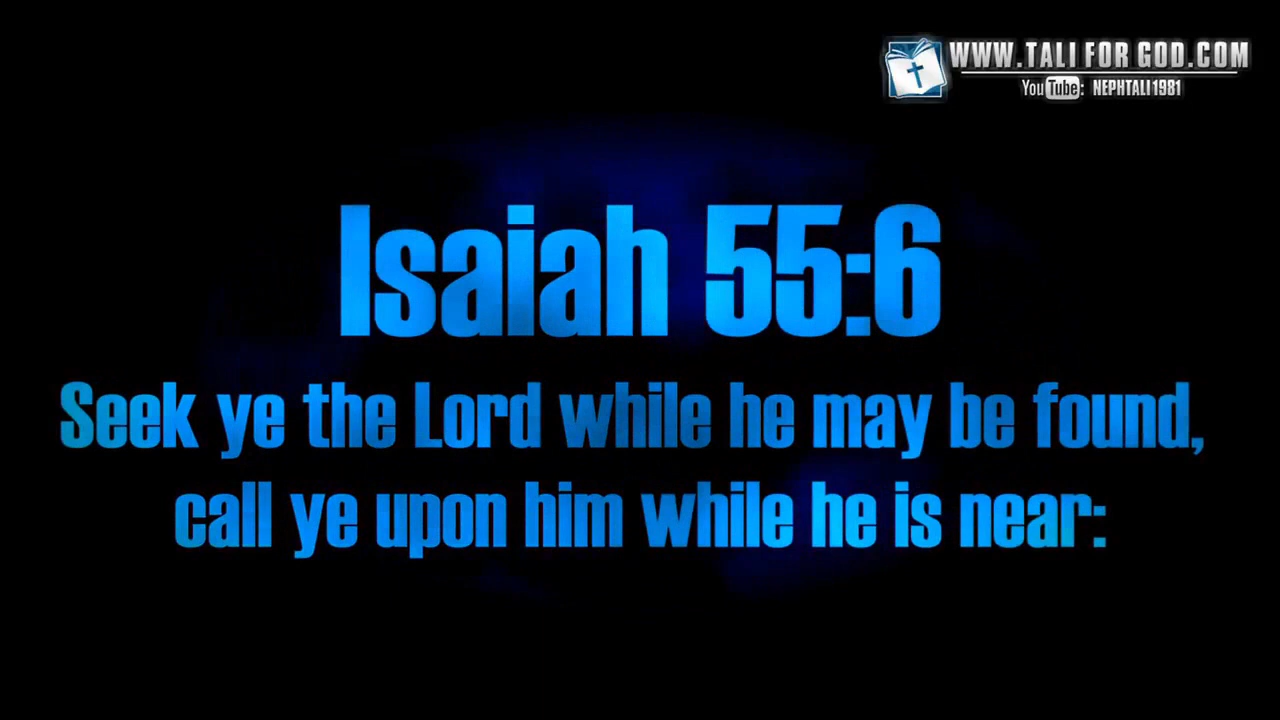 WWW.TALI FOR GOD.COM
YouTube: NEPHTALI1981
Isaiah 55:6
Seek ye the Lord while he may be found,
call ye upon him while he is near: